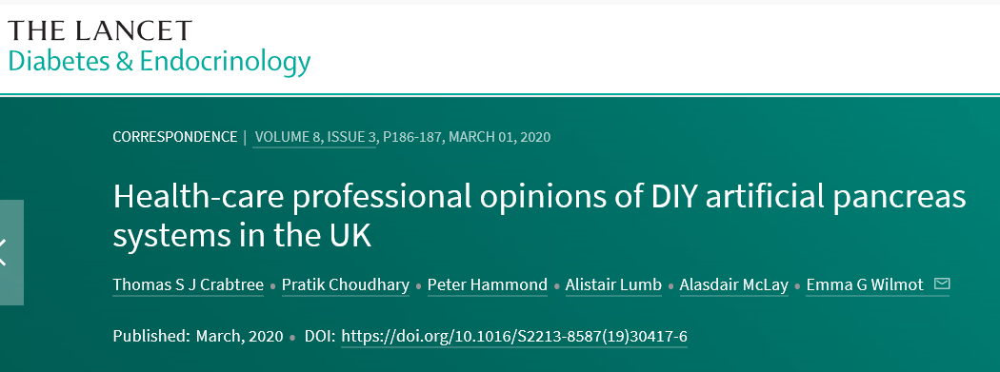 THE LANCET
Diabetes & Endocrinology
CORRESPONDENCE | VOLUME 8, ISSUE 3, P186-187, MARCH 01, 2020
Health-care professional opinions of DIY artificial pancreas
systems in the UK
Thomas S J Crabtree • Pratik Choudhary • Peter Hammond • Alistair Lumb • Alasdair McLay • Emma G Wilmot
Published: March, 2020 • DOI: https://doi.org/10.1016/S2213-8587(19)30417-6